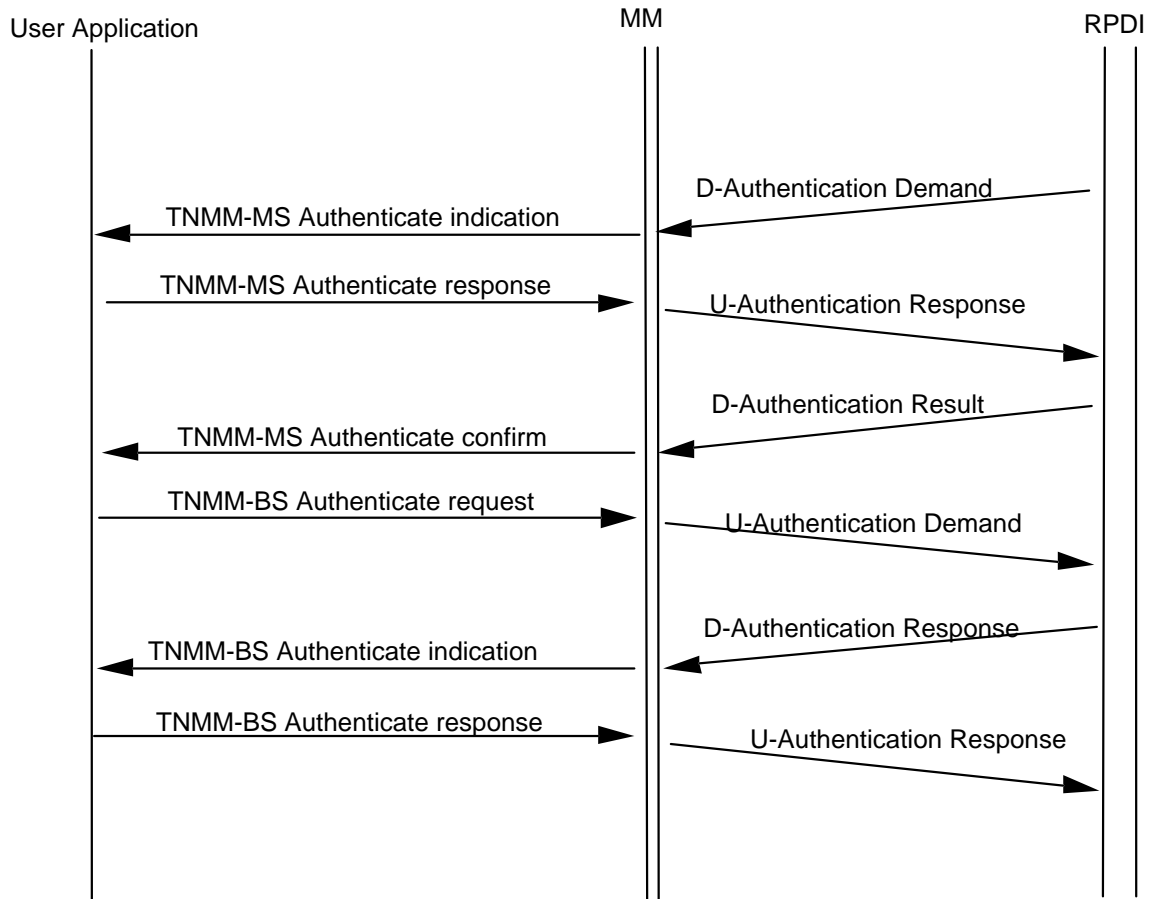 User Application
MM
RPDI
D-Authentication Demand
TNMM-MS Authenticate indication
TNMM-MS Authenticate response
U-Authentication Response
D-Authentication Result
TNMM-MS Authenticate confirm
TNMM-BS Authenticate request
U-Authentication Demand
D-Authentication Response
TNMM-BS Authenticate indication
TNMM-BS Authenticate response
U-Authentication Response